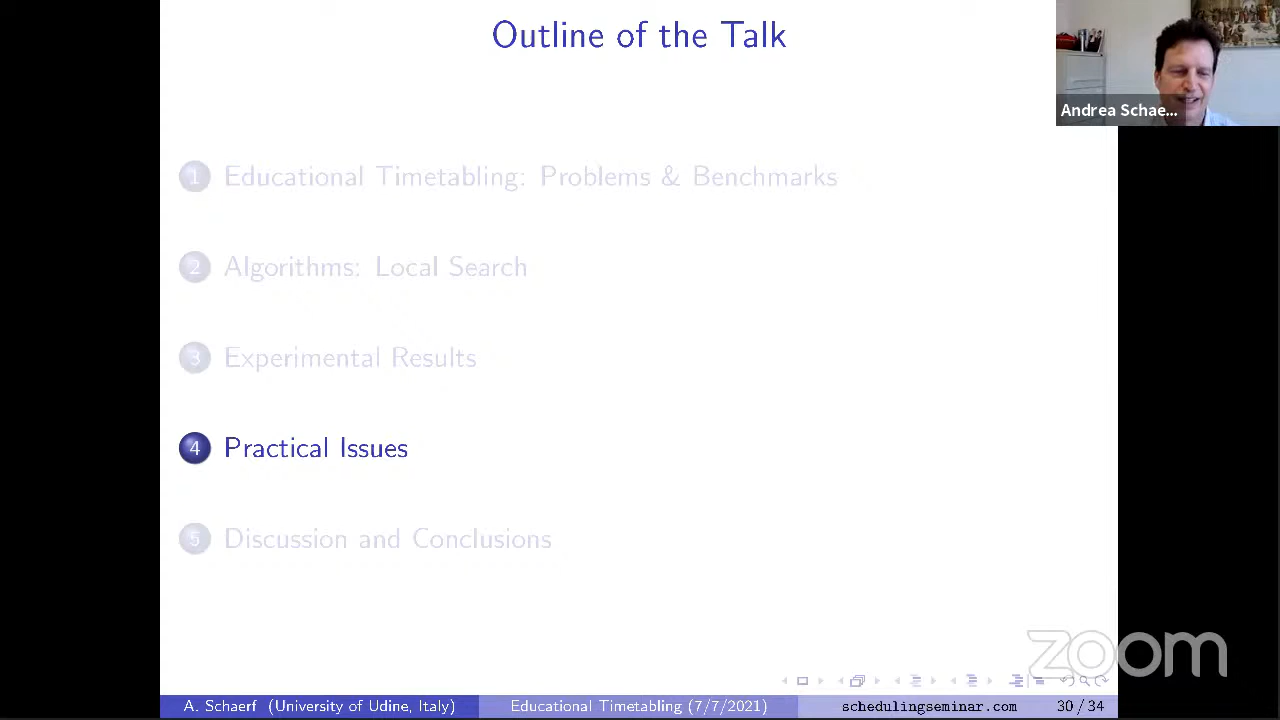 Outline of the Talk
Andrea Schae...
1 Educational Timetabling: Problems & Benchmarks
2 Algorithms: Local Search
3 Experimental Results
4 Practical Issues
5 Discussion and Conclusions
zoom
A. Schaerf (University of Udine, Italy) Educational Timetabling (7/7/2021) schedulingseminar.com 30 / 34